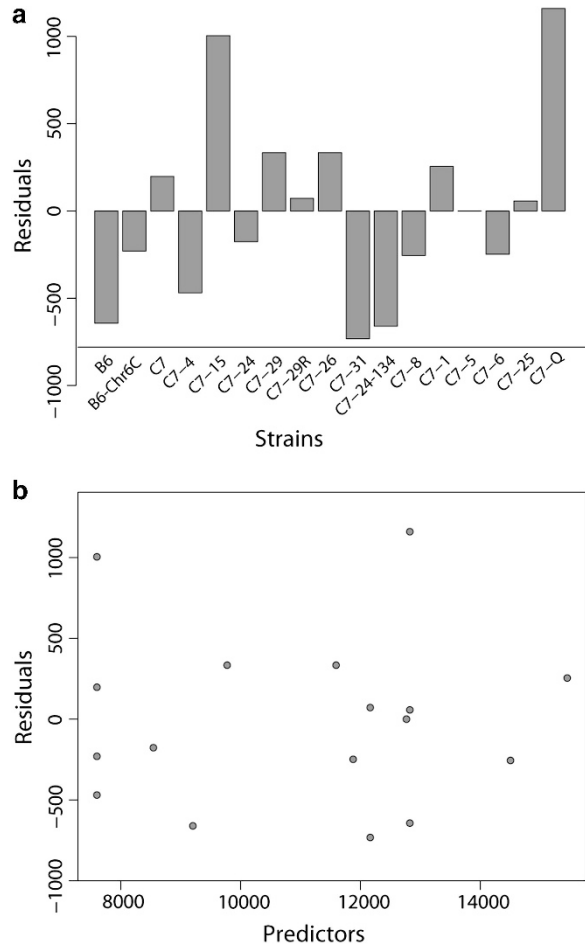 a
1000
500
0
−500
−1000
Residuals
B6
B6-Chr6C
C7
C7−4
C7−15
C7−24
C7−29
C7−29R
C7−26
C7−31
C7−24-134
C7−8
C7−1
C7−5
C7−6
C7−25
C7−Q
Strains
b
1000
500
0
−500
−1000
Residuals
8000 10000 12000 14000
Predictors